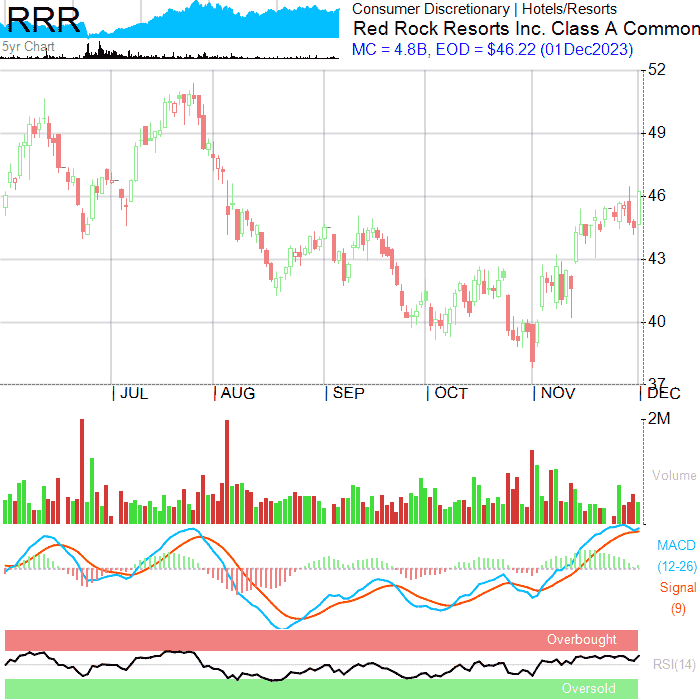 RRR
5yr Chart
Consumer Discretionary | Hotels/Resorts
Red Rock Resorts Inc. Class A Common
MC = 4.8B, EOD = $46.22 (01Dec2023)
52
49
46
43
40
37
JUL
AUG
SEP
OCT
NOV
DEC
2M
Volume
MACD
(12-26)
Signal
(9)
Overbought
RSI(14)
Oversold